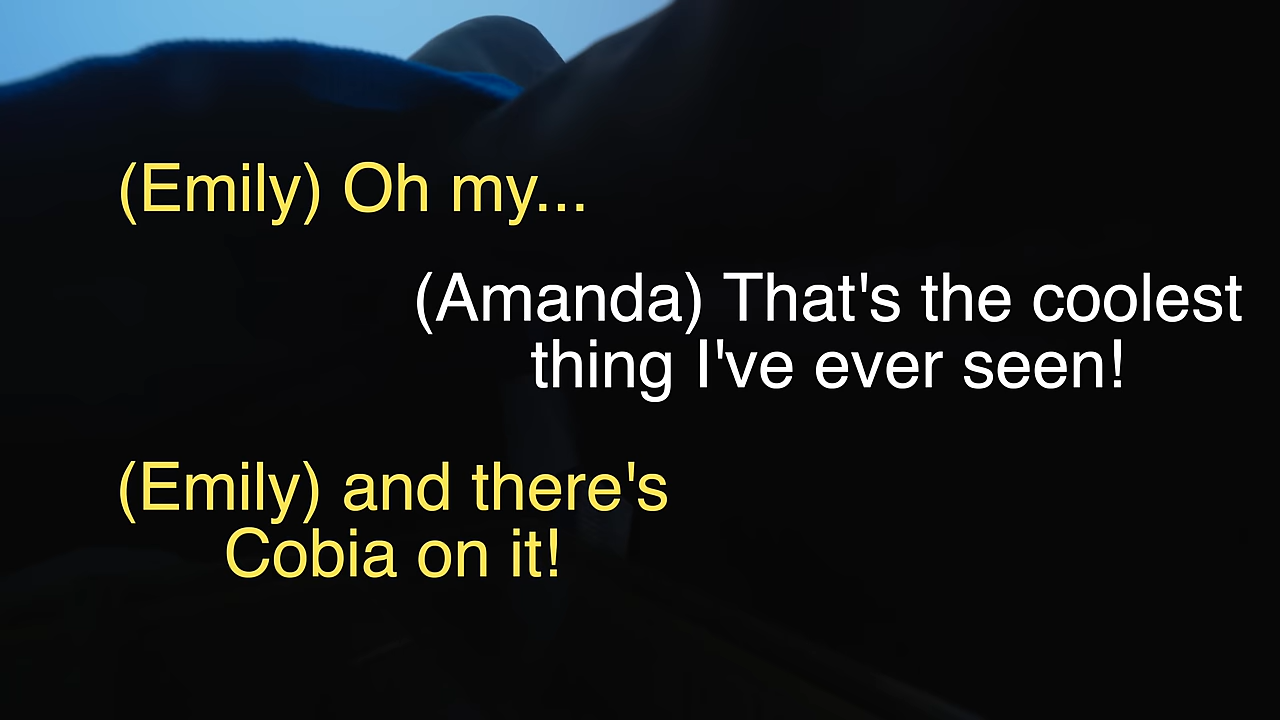 (Emily) Oh my...
(Amanda) That's the coolest
thing I've ever seen!
(Emily) and there's
Cobia on it!